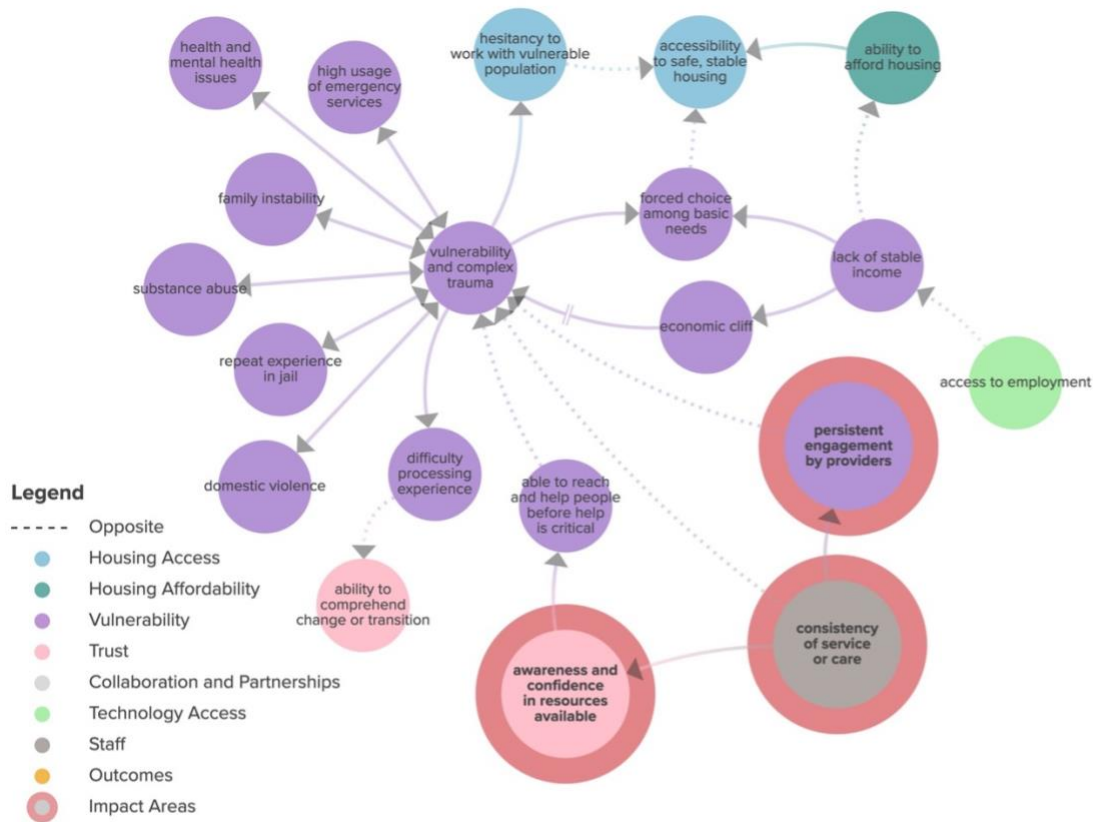 health and
mental health
issues
high usage
of emergency
services
hesitancy to
work with vulnerable
population
accessibility
to safe, stable
housing
ability to
afford housing
family instability
forced choice
among basic
needs
vulnerability
and complex
trauma
lack of stable
income
substance abuse
economic cliff
repeat experience
in jail
access to employment
persistent
engagement
by providers
domestic violence
difficulty
processing
experience
able to reach
and help people
before help
is critical
ability to
comprehend
change or transition
consistency
of service
or care
awareness and
confidence
in resources
available
Legend
Opposite
Housing Access
Housing Affordability
Vulnerability
Trust
Collaboration and Partnerships
Technology Access
Staff
Outcomes
Impact Areas